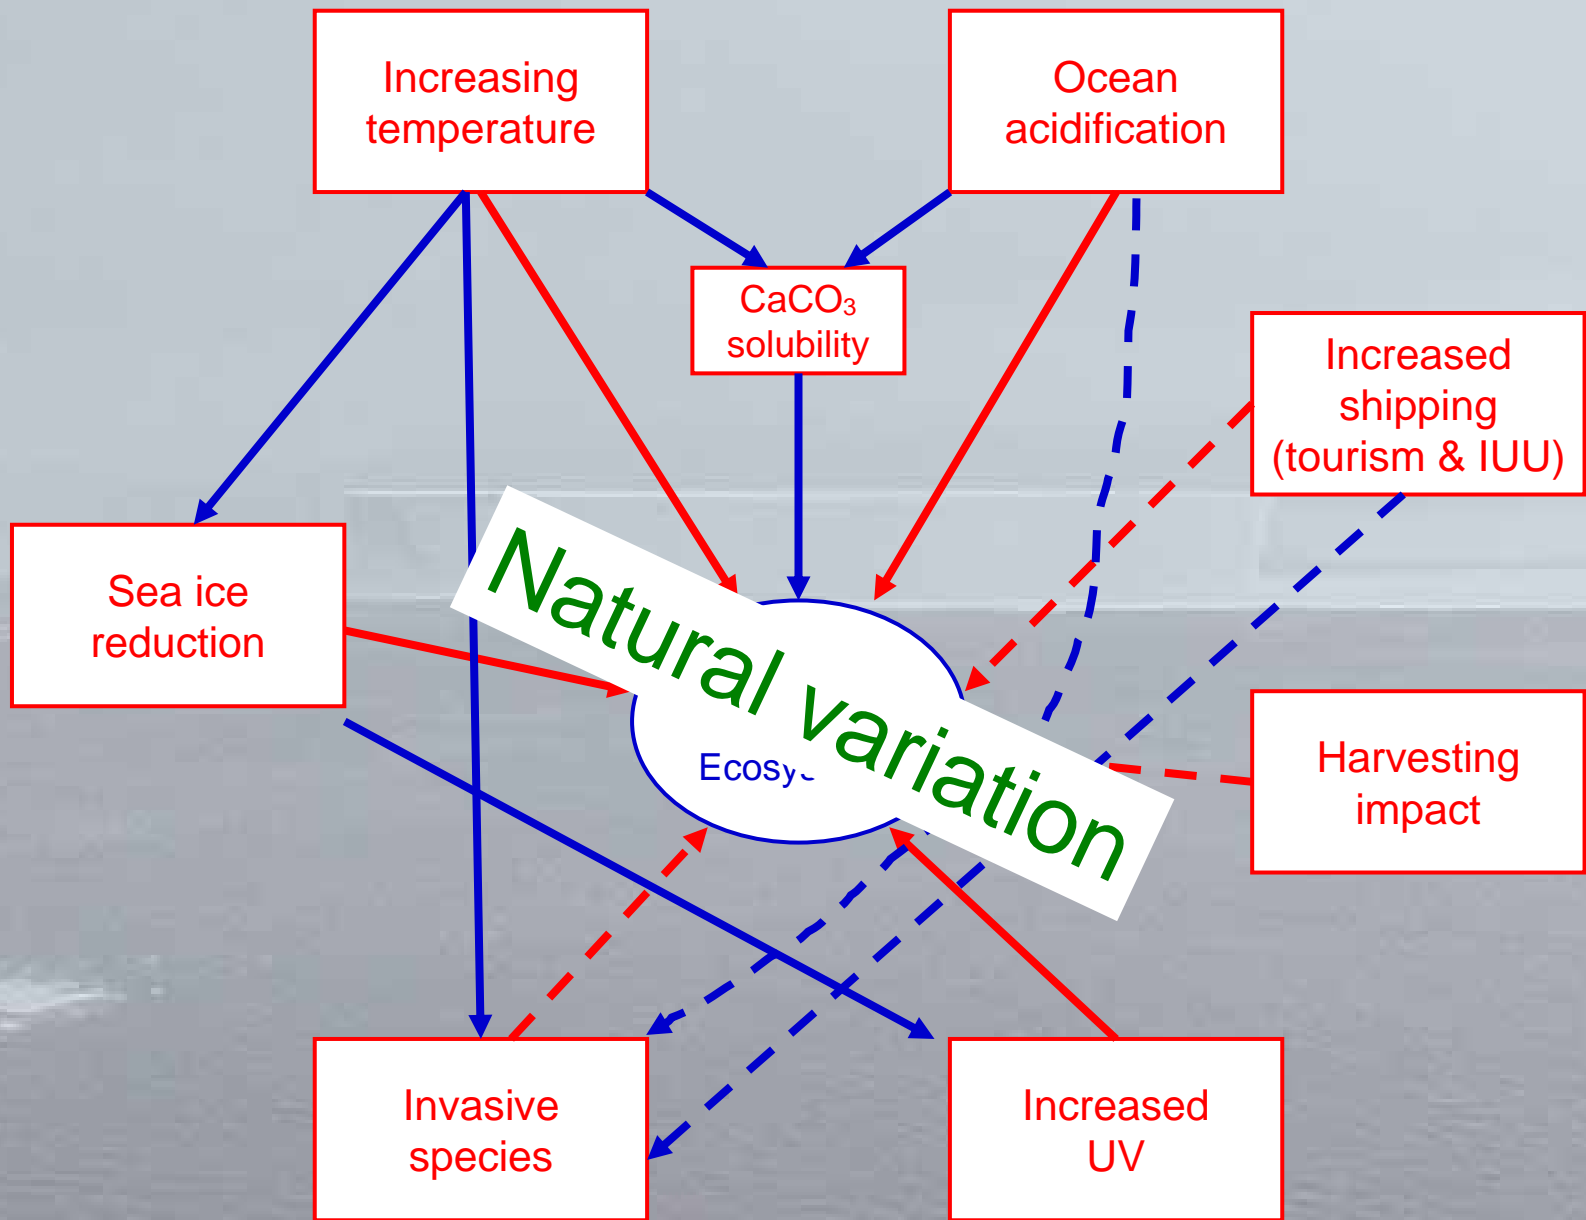 Increasing
temperature
Ocean
acidification
CaCO₃
solubility
Increased
shipping
(tourism & IUU)
Sea ice
reduction
Natural variation
Harvesting
impact
Invasive
species
Increased
UV